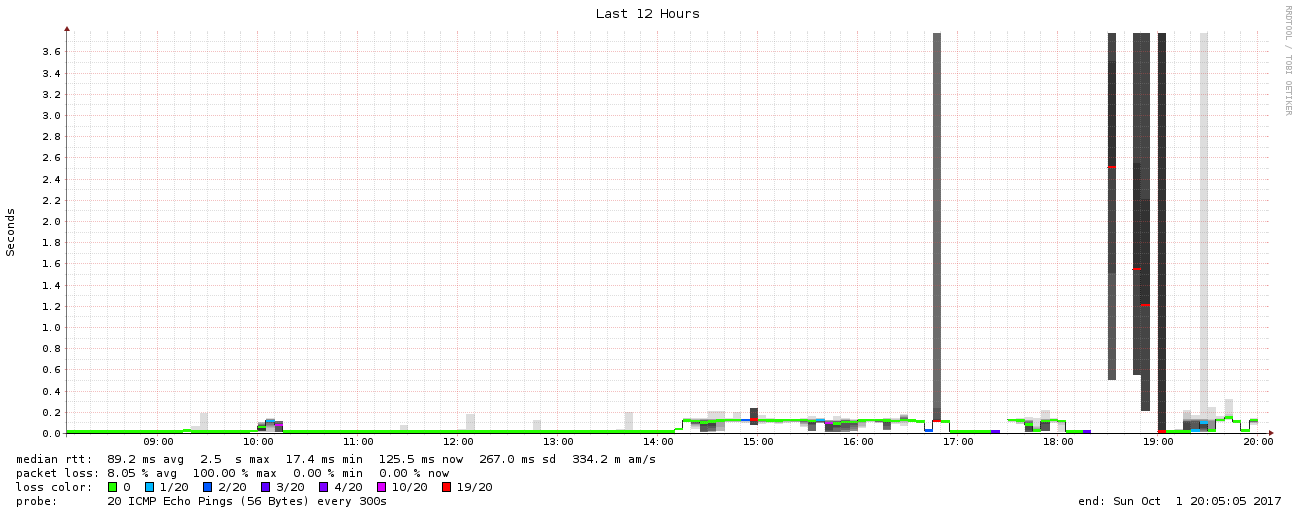 Last 12 Hours
RRDTOOL / TOBI OETIKER
Seconds
3.6
3.4
3.2
3.0
2.8
2.6
2.4
2.2
2.0
1.8
1.6
1.4
1.2
1.0
0.8
0.6
0.4
0.2
0.0
09:00 10:00 11:00 12:00 13:00 14:00 15:00 16:00 17:00 18:00 19:00 20:00
median rtt: 89.2 ms avg 2.5 s max 17.4 ms min 125.5 ms now 267.0 ms sd 334.2 m am/s
packet loss: 8.05 % avg 100.00 % max 0.00 % min 0.00 % now
loss color: 0 1/20 2/20 3/20 4/20 10/20 19/20
probe: 20 ICMP Echo Pings (56 Bytes) every 300s end: Sun Oct 1 20:05:05 2017